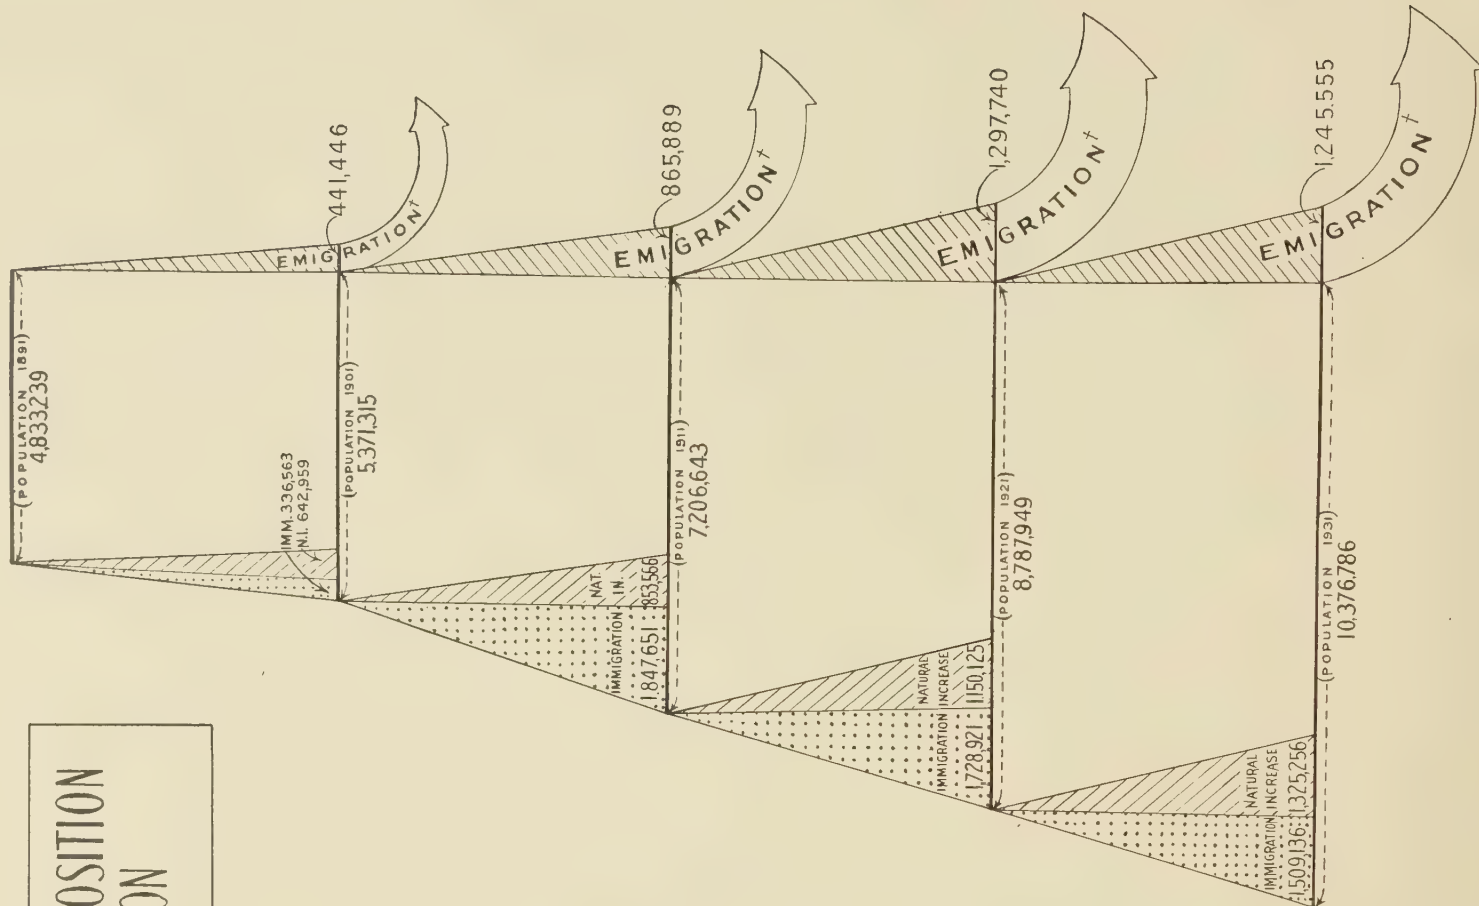 (POPULATION 1891)
4,833,239
441,446
EMIGRATION†
(POPULATION 1901)
5,371,315
IMM. 336,563
N.I. 642,959
865,889
EMIGRATION†
(POPULATION 1911)
7,206,643
NAT.
IN.
853,566
IMMIGRATION
1,847,651
1,297,740
EMIGRATION†
(POPULATION 1921)
8,787,949
NATURAL
INCREASE
1,150,125
IMMIGRATION
1,728,921
1,245,555
EMIGRATION†
(POPULATION 1931)
10,376,786
NATURAL
INCREASE
1,325,256
IMMIGRATION
1,509,136
OSITION
ON